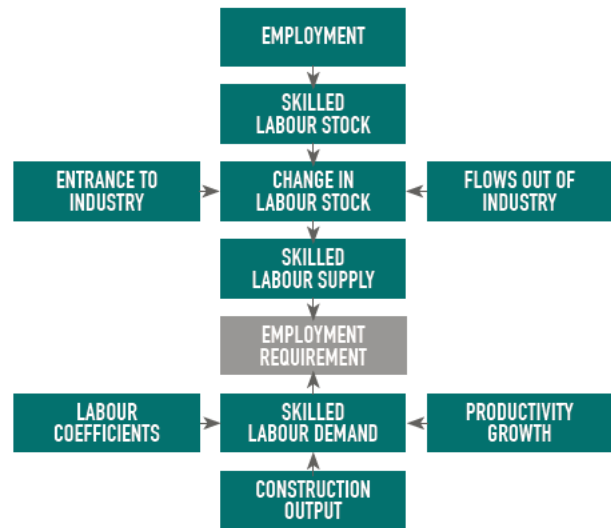 EMPLOYMENT
SKILLED
LABOUR STOCK
ENTRANCE TO
INDUSTRY
CHANGE IN
LABOUR STOCK
FLOWS OUT OF
INDUSTRY
SKILLED
LABOUR SUPPLY
EMPLOYMENT
REQUIREMENT
LABOUR
COEFFICIENTS
SKILLED
LABOUR DEMAND
PRODUCTIVITY
GROWTH
CONSTRUCTION
OUTPUT